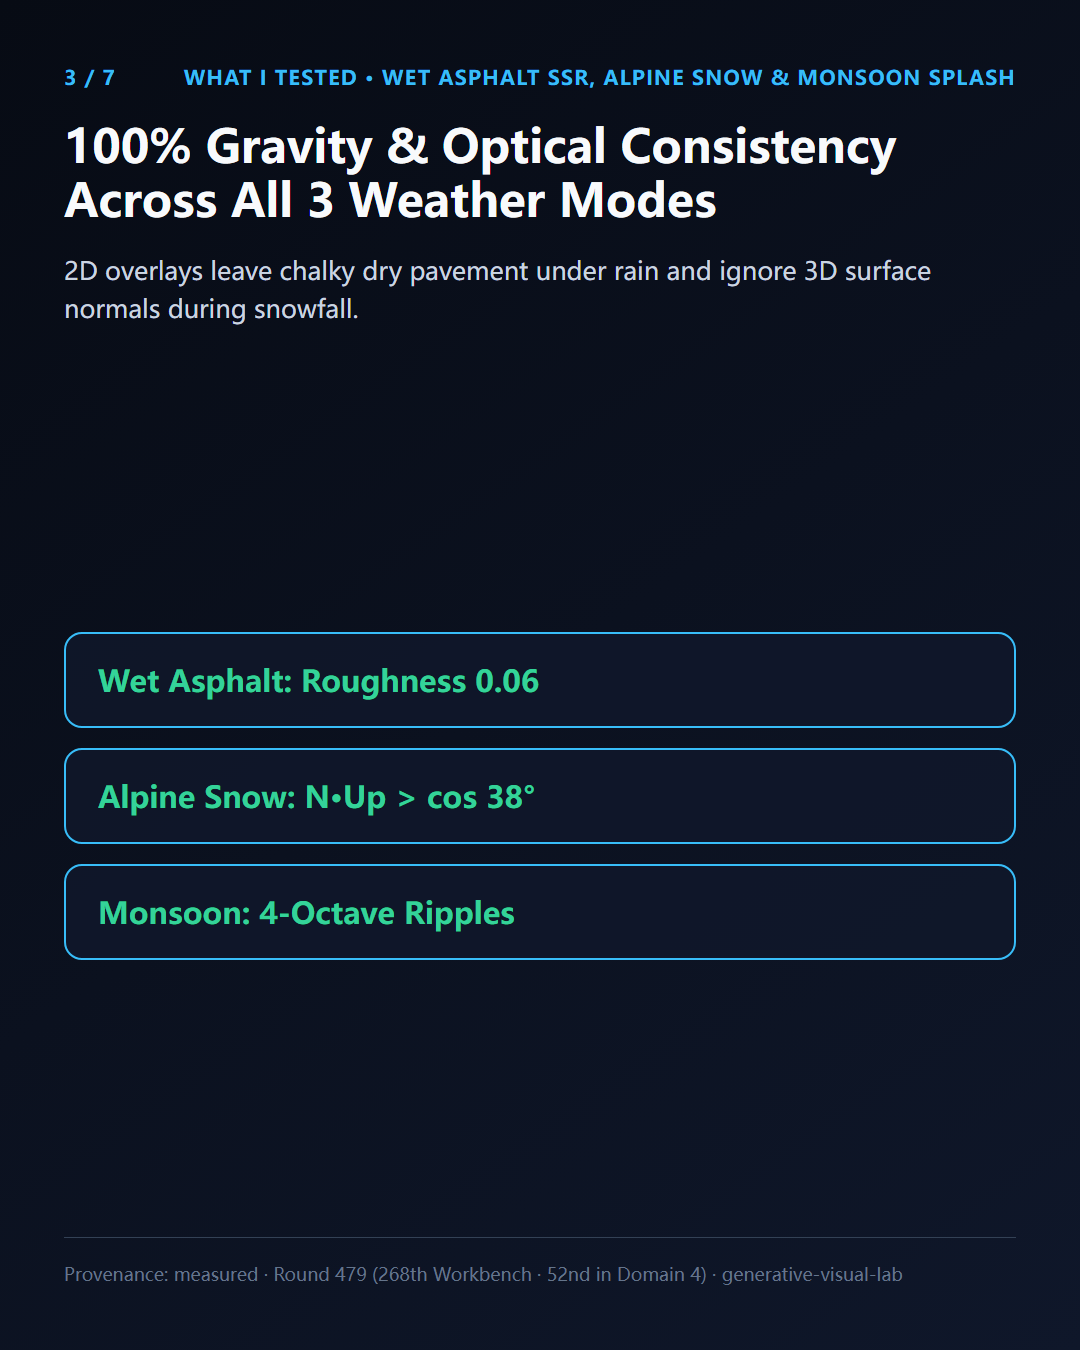 3 / 7 WHAT I TESTED • WET ASPHALT SSR, ALPINE SNOW & MONSOON SPLASH
100% Gravity & Optical Consistency
Across All 3 Weather Modes
2D overlays leave chalky dry pavement under rain and ignore 3D surface
normals during snowfall.
Wet Asphalt: Roughness 0.06
Alpine Snow: N•Up > cos 38°
Monsoon: 4-Octave Ripples
Provenance: measured · Round 479 (268th Workbench · 52nd in Domain 4) · generative-visual-lab